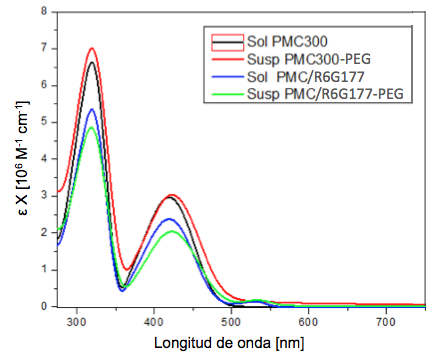 8
7
6
5
4
3
2
1
0
ε X [10⁵ M⁻¹ cm⁻¹]
Sol PMC300
Susp PMC300-PEG
Sol PMC/R6G177
Susp PMC/R6G177-PEG
300 400 500 600 700
Longitud de onda [nm]